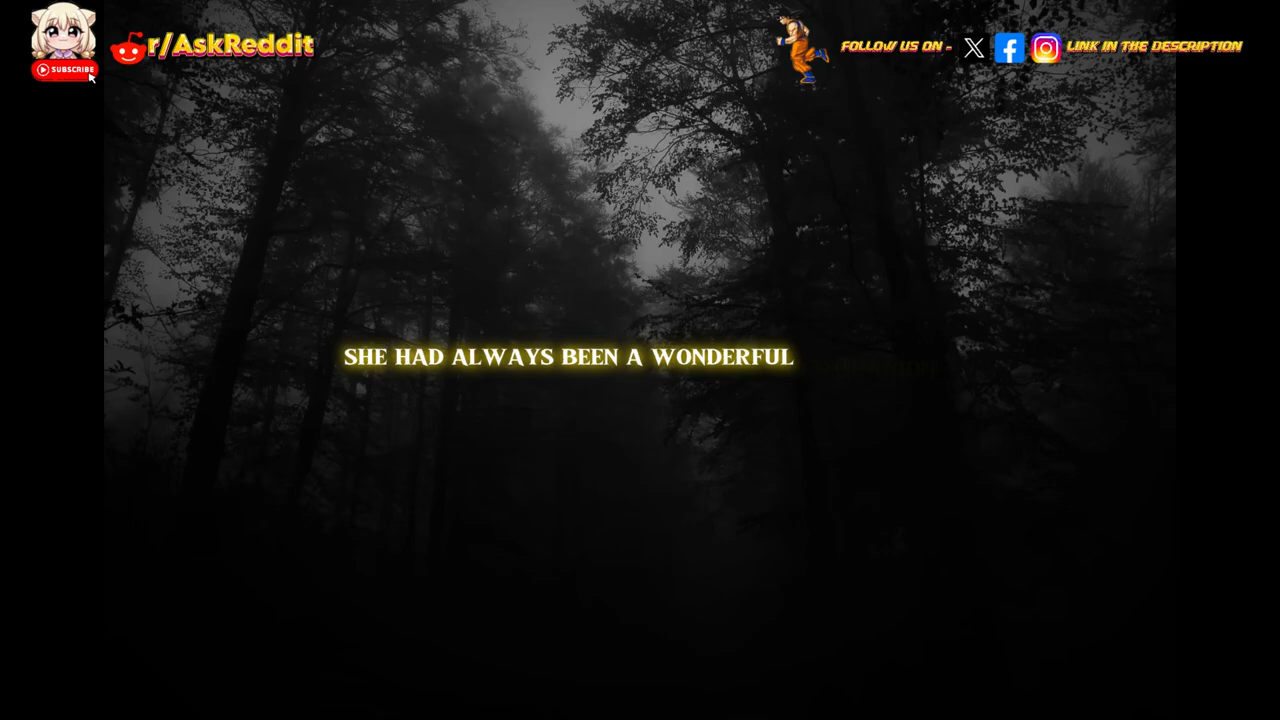 r/AskReddit
SUBSCRIBE
FOLLOW US ON -
LINK IN THE DESCRIPTION
SHE HAD ALWAYS BEEN A WONDERFUL